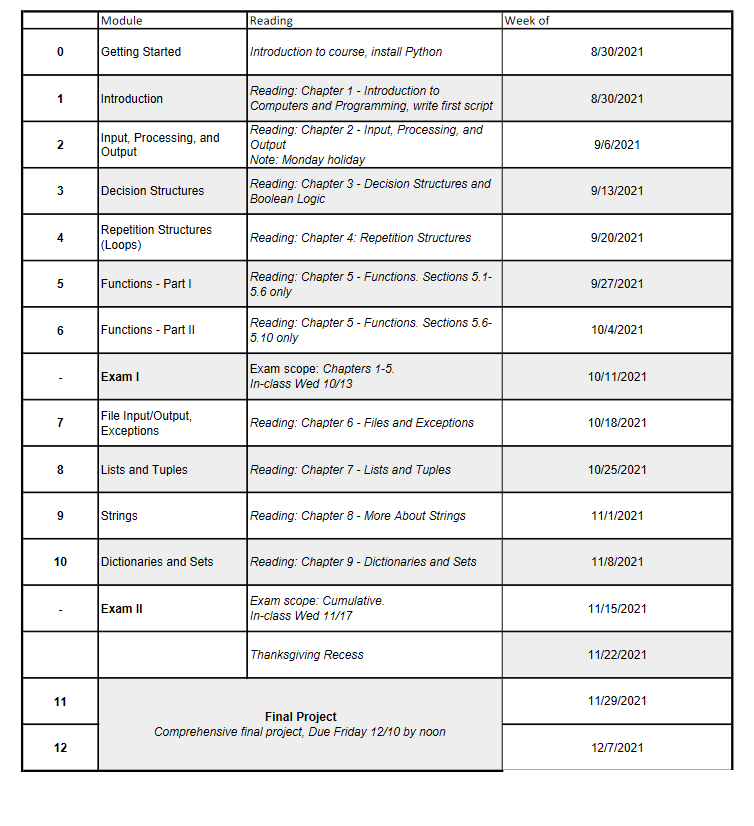 Module Reading Week of
0 Getting Started Introduction to course, install Python 8/30/2021
1 Introduction Reading: Chapter 1 - Introduction to
Computers and Programming, write first script 8/30/2021
2 Input, Processing, and
Output Reading: Chapter 2 - Input, Processing, and
Output
Note: Monday holiday 9/6/2021
3 Decision Structures Reading: Chapter 3 - Decision Structures and
Boolean Logic 9/13/2021
4 Repetition Structures
(Loops) Reading: Chapter 4: Repetition Structures 9/20/2021
5 Functions - Part I Reading: Chapter 5 - Functions. Sections 5.1-
5.6 only 9/27/2021
6 Functions - Part II Reading: Chapter 5 - Functions. Sections 5.6-
5.10 only 10/4/2021
- Exam I Exam scope: Chapters 1-5.
In-class Wed 10/13 10/11/2021
7 File Input/Output,
Exceptions Reading: Chapter 6 - Files and Exceptions 10/18/2021
8 Lists and Tuples Reading: Chapter 7 - Lists and Tuples 10/25/2021
9 Strings Reading: Chapter 8 - More About Strings 11/1/2021
10 Dictionaries and Sets Reading: Chapter 9 - Dictionaries and Sets 11/8/2021
- Exam II Exam scope: Cumulative.
In-class Wed 11/17 11/15/2021
Thanksgiving Recess 11/22/2021
11 11/29/2021
Final Project
Comprehensive final project, Due Friday 12/10 by noon
12 12/7/2021